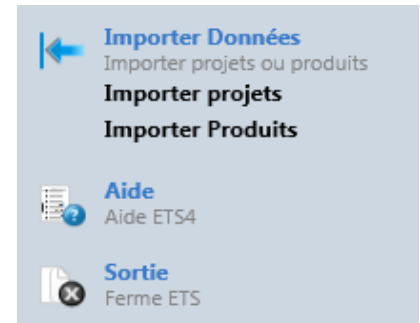 Importer Données
Importer projets ou produits
Importer projets
Importer Produits
Aide
Aide ETS4
Sortie
Ferme ETS